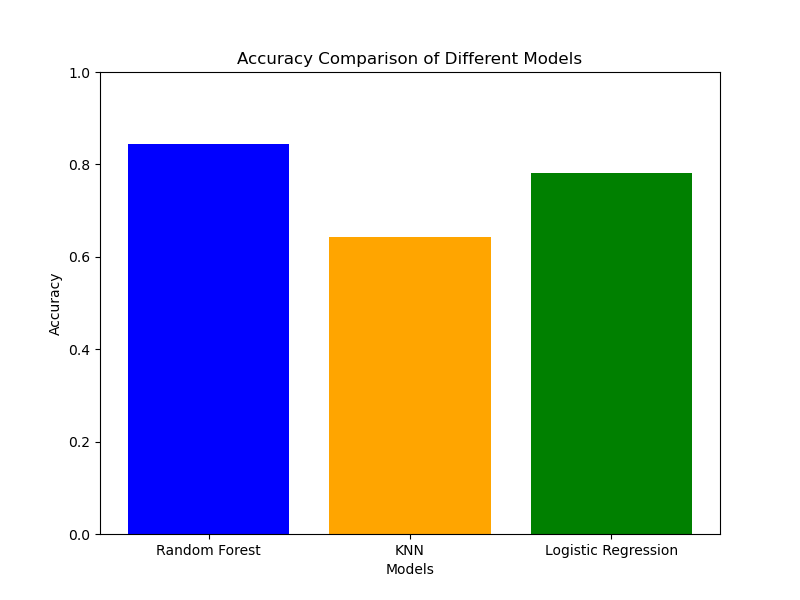 Accuracy Comparison of Different Models
1.0
0.8
0.6
0.4
0.2
0.0
Accuracy
Random Forest KNN Logistic Regression
Models